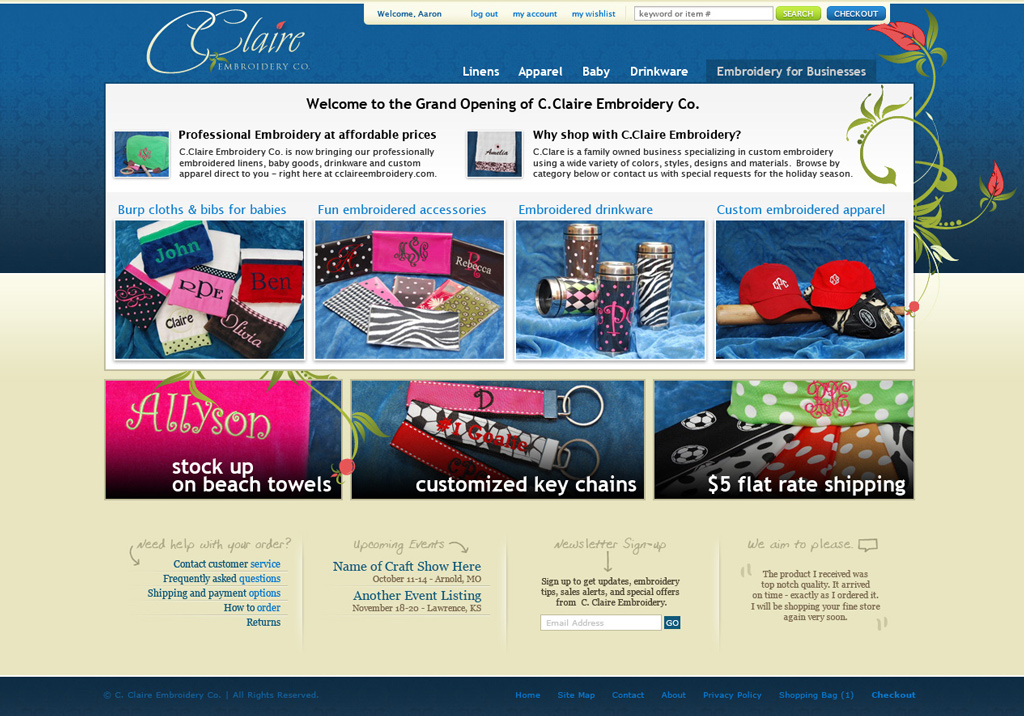 Welcome, Aaron log out my account my wishlist keyword or item # SEARCH CHECKOUT
C.Claire
EMBROIDERY CO.
Linens Apparel Baby Drinkware Embroidery for Businesses
Welcome to the Grand Opening of C.Claire Embroidery Co.
Professional Embroidery at affordable prices
C.Claire Embroidery Co. is now bringing our professionally
embroidered linens, baby goods, drinkware and custom
apparel direct to you – right here at cclaireembroidery.com.
Amelia
Why shop with C.Claire Embroidery?
C.Clare is a family owned business specializing in custom embroidery
using a wide variety of colors, styles, designs and materials. Browse by
category below or contact us with special requests for the holiday season.
Burp cloths & bibs for babies
John
Ben
DPE
Claire
Olivia
Fun embroidered accessories
Rebecca
Embroidered drinkware
Custom embroidered apparel
Allyson
stock up
on beach towels
D
#1 Goalie
customized key chains
$5 flat rate shipping
Need help with your order?
Contact customer service
Frequently asked questions
Shipping and payment options
How to order
Returns
Upcoming Events
Name of Craft Show Here
October 11-14 - Arnold, MO
Another Event Listing
November 18-20 - Lawrence, KS
Newsletter Sign-up
Sign up to get updates, embroidery
tips, sales alerts, and special offers
from C. Claire Embroidery.
Email Address GO
We aim to please.
The product I received was
top notch quality. It arrived
on time - exactly as I ordered it.
I will be shopping your fine store
again very soon.
© C. Claire Embroidery Co. | All Rights Reserved.
Home Site Map Contact About Privacy Policy Shopping Bag (1) Checkout